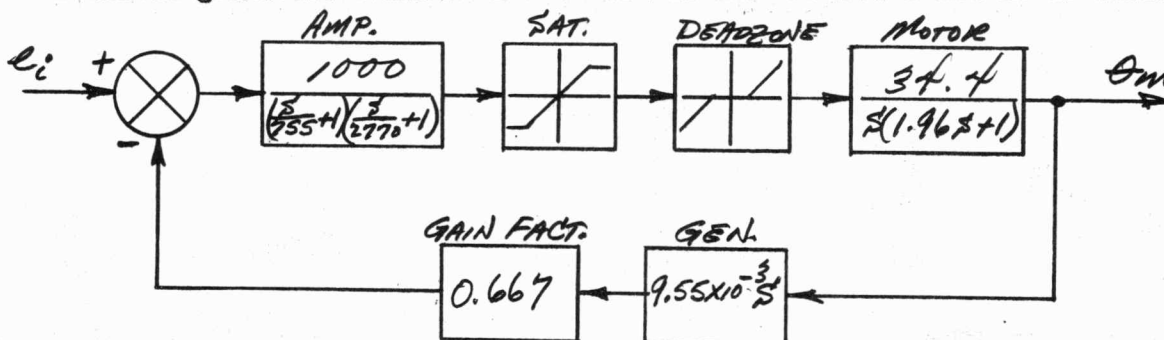 AMP. SAT. DEADZONE MOTOR
e_i + 1000 34.4 θm
(S/755+1)(S/2770+1) S(1.96S+1)
-
GAIN FACT. GEN.
0.667 9.55X10^-3 S